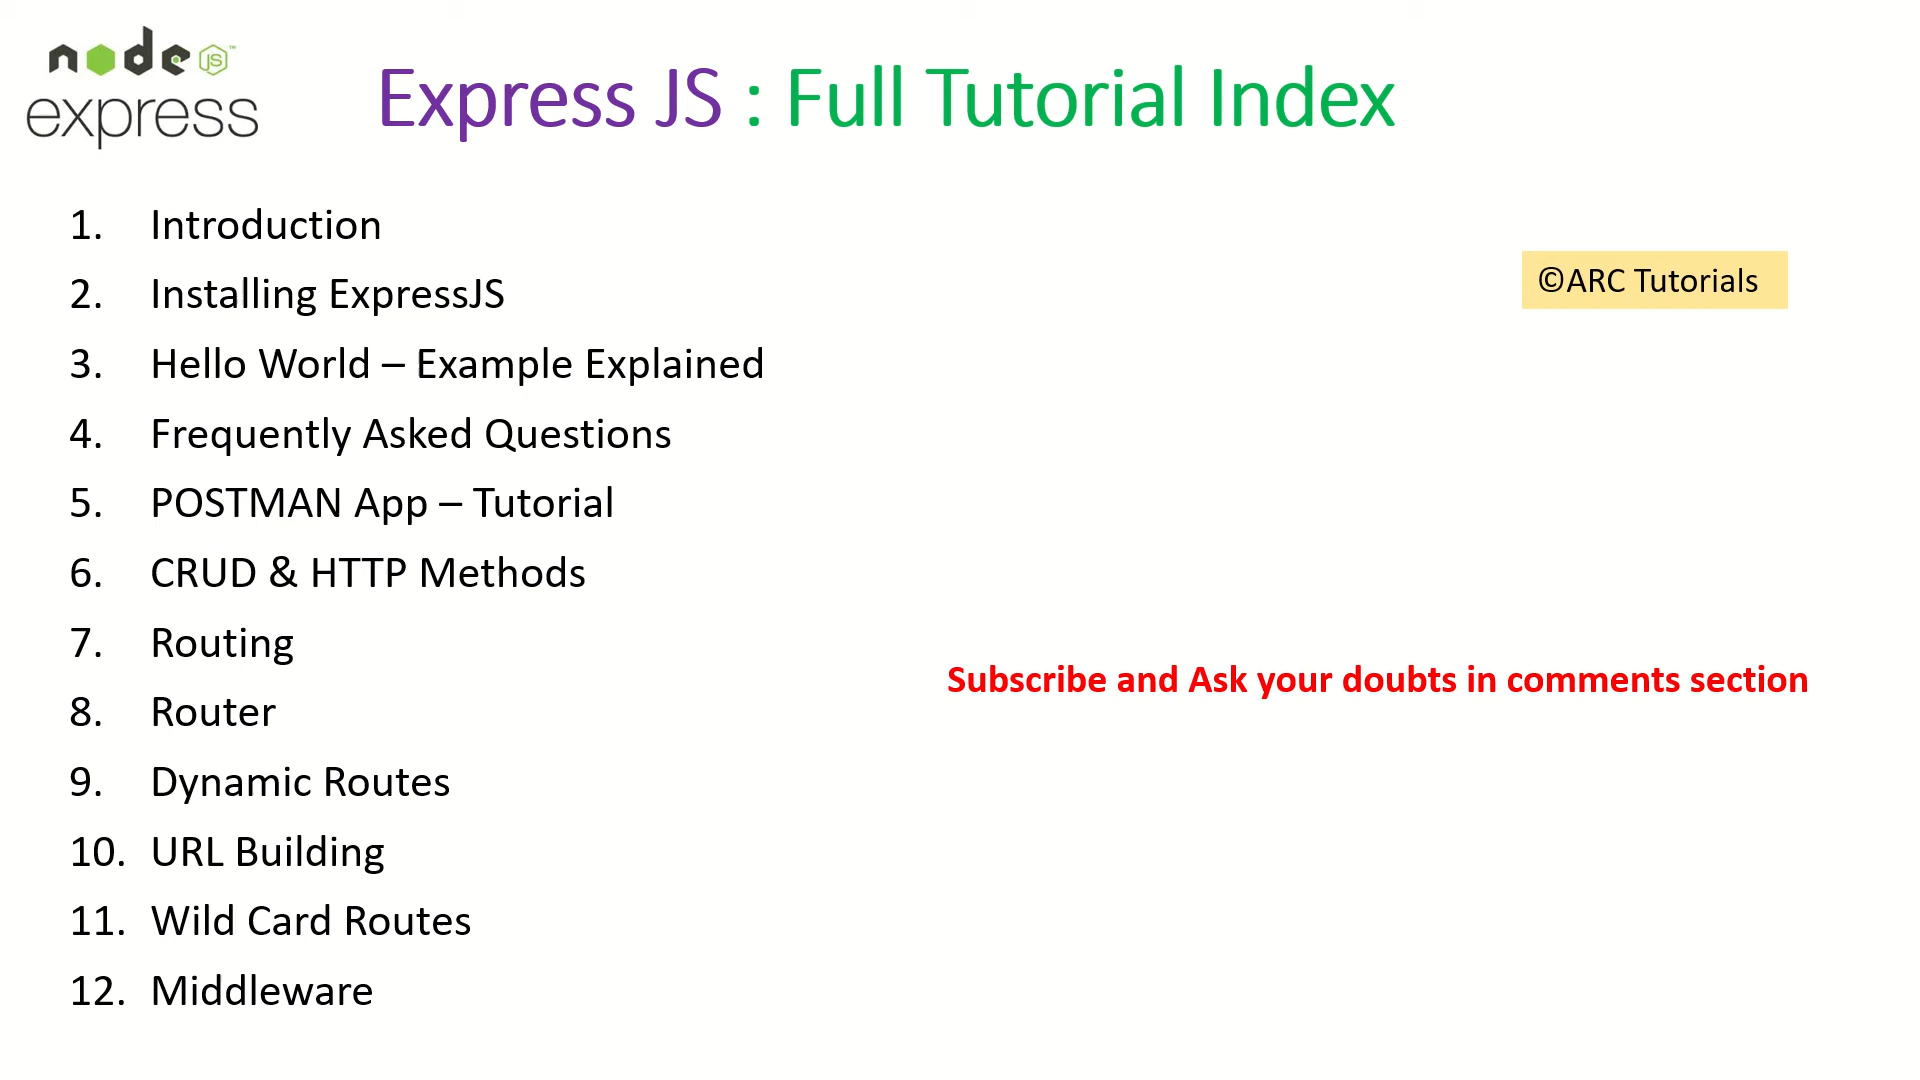 node JS ™
express
Express JS : Full Tutorial Index
1. Introduction
2. Installing ExpressJS
3. Hello World – Example Explained
4. Frequently Asked Questions
5. POSTMAN App – Tutorial
6. CRUD & HTTP Methods
7. Routing
8. Router
9. Dynamic Routes
10. URL Building
11. Wild Card Routes
12. Middleware
©ARC Tutorials
Subscribe and Ask your doubts in comments section